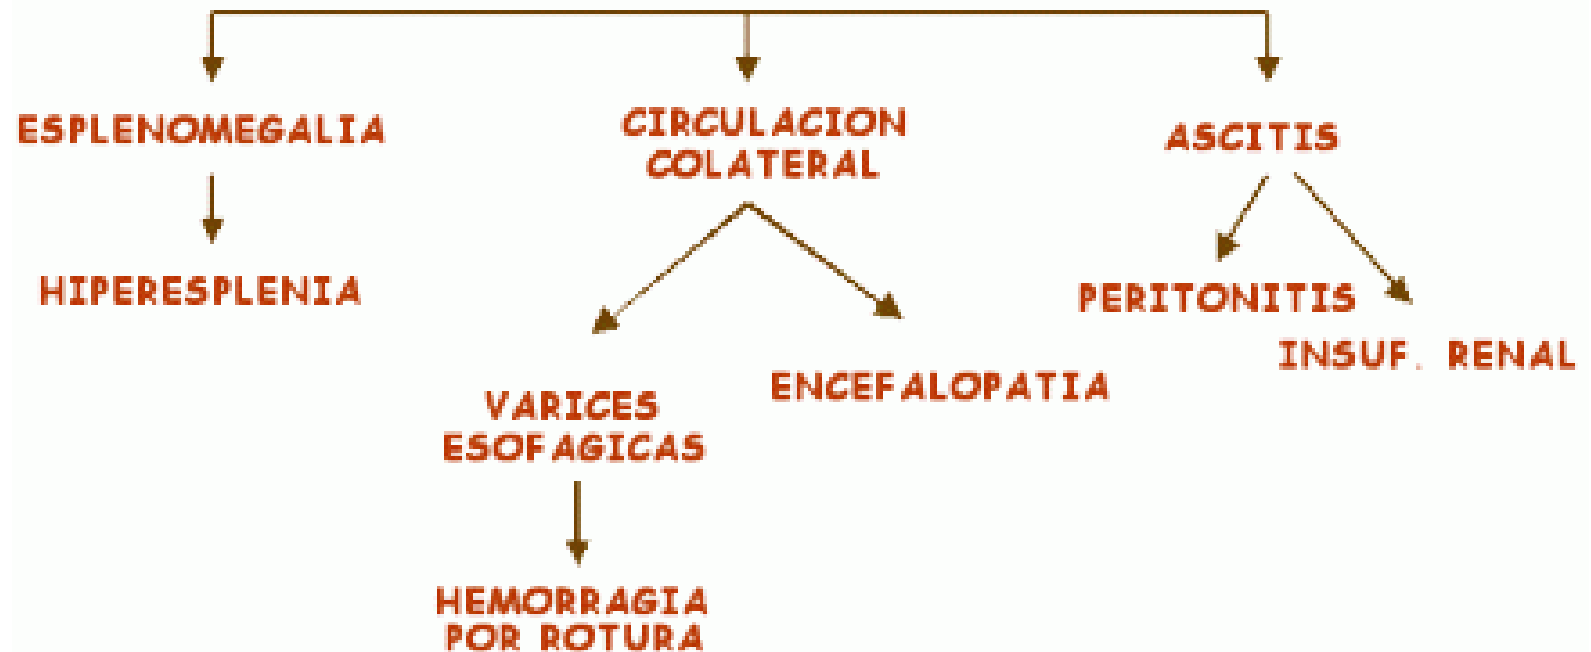 ESPLENOMEGALIA
CIRCULACION
COLATERAL
ASCITIS
HIPERESPLENIA
PERITONITIS
INSUF. RENAL
VARICES
ESOFAGICAS
ENCEFALOPATIA
HEMORRAGIA
POR ROTURA